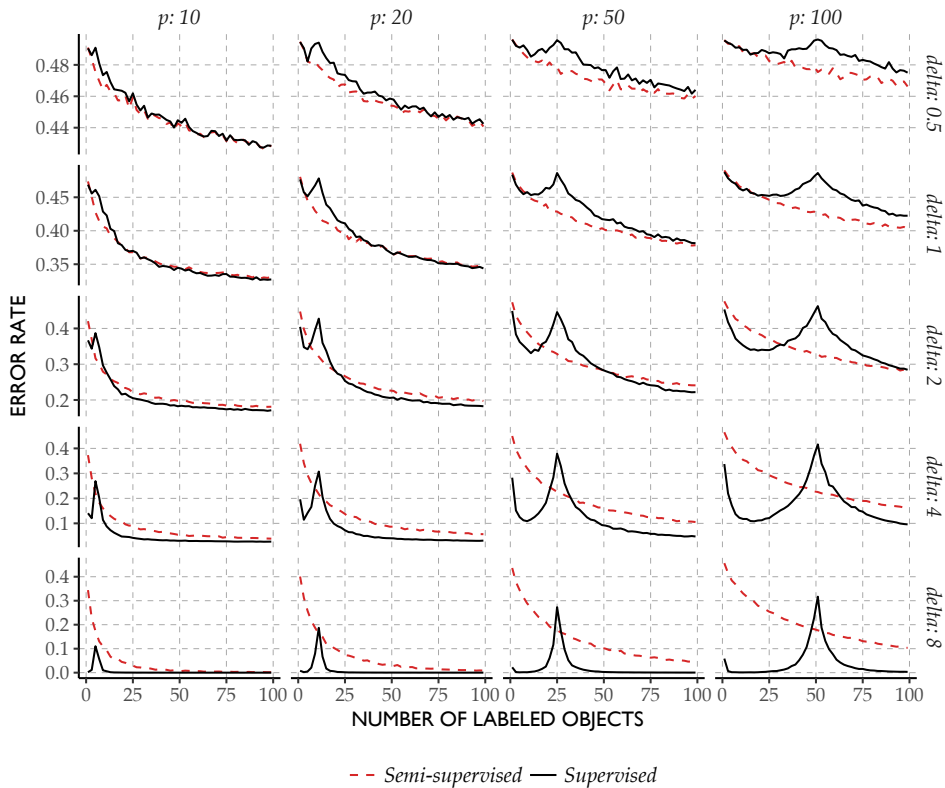 p: 10 p: 20 p: 50 p: 100
0.48
0.46
0.44
delta: 0.5
0.45
0.40
0.35
delta: 1
0.4
0.3
0.2
delta: 2
0.4
0.3
0.2
0.1
delta: 4
0.4
0.3
0.2
0.1
0.0
delta: 8
ERROR RATE
0 25 50 75 100 0 25 50 75 100 0 25 50 75 100 0 25 50 75 100
NUMBER OF LABELED OBJECTS
Semi-supervised Supervised